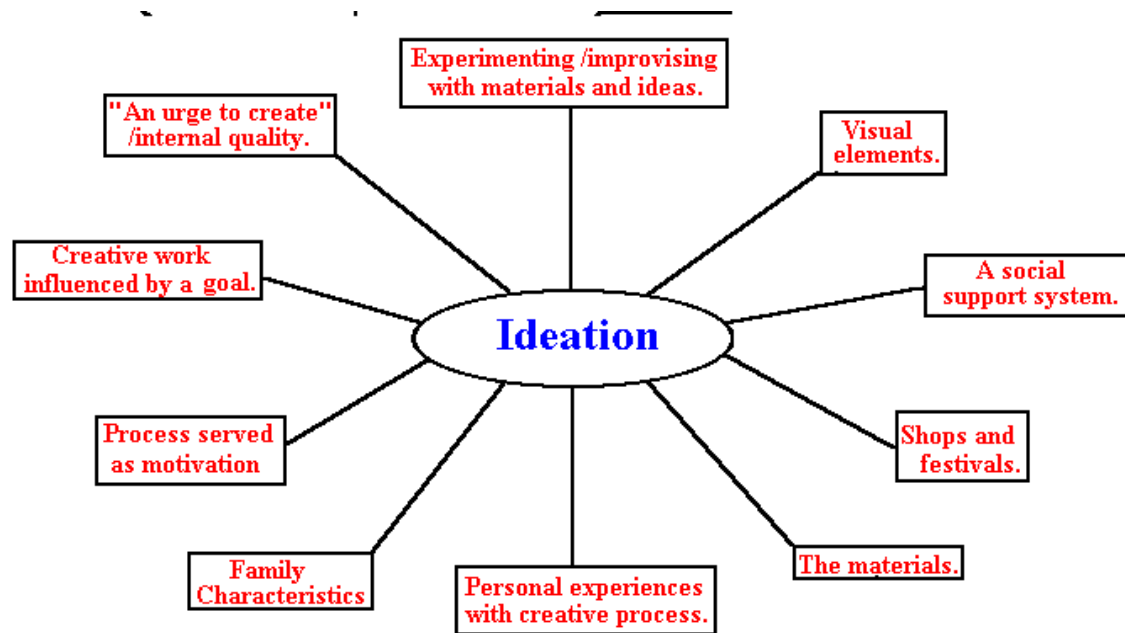 Experimenting /improvising
with materials and ideas.
"An urge to create"
/internal quality.
Visual
elements.
Creative work
influenced by a goal.
A social
support system.
Ideation
Process served
as motivation
Shops and
festivals.
Family
Characteristics
Personal experiences
with creative process.
The materials.